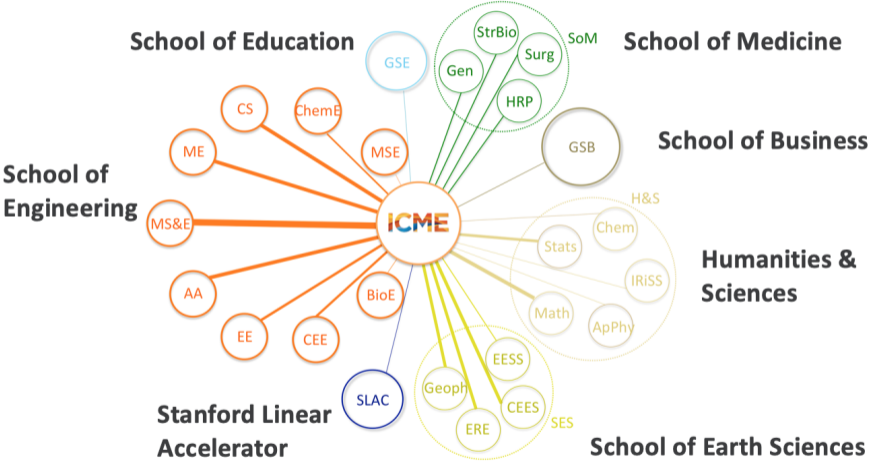 School of Education
GSE
StrBio
SoM
School of Medicine
Surg
Gen
HRP
CS
ChemE
ME
MSE
GSB
School of Business
School of
Engineering
MS&E
ICME
H&S
Chem
Stats
IRiSS
Humanities &
Sciences
Math
ApPhy
AA
BioE
EE
CEE
EESS
Geoph
CEES
SLAC
ERE
SES
Stanford Linear
Accelerator
School of Earth Sciences